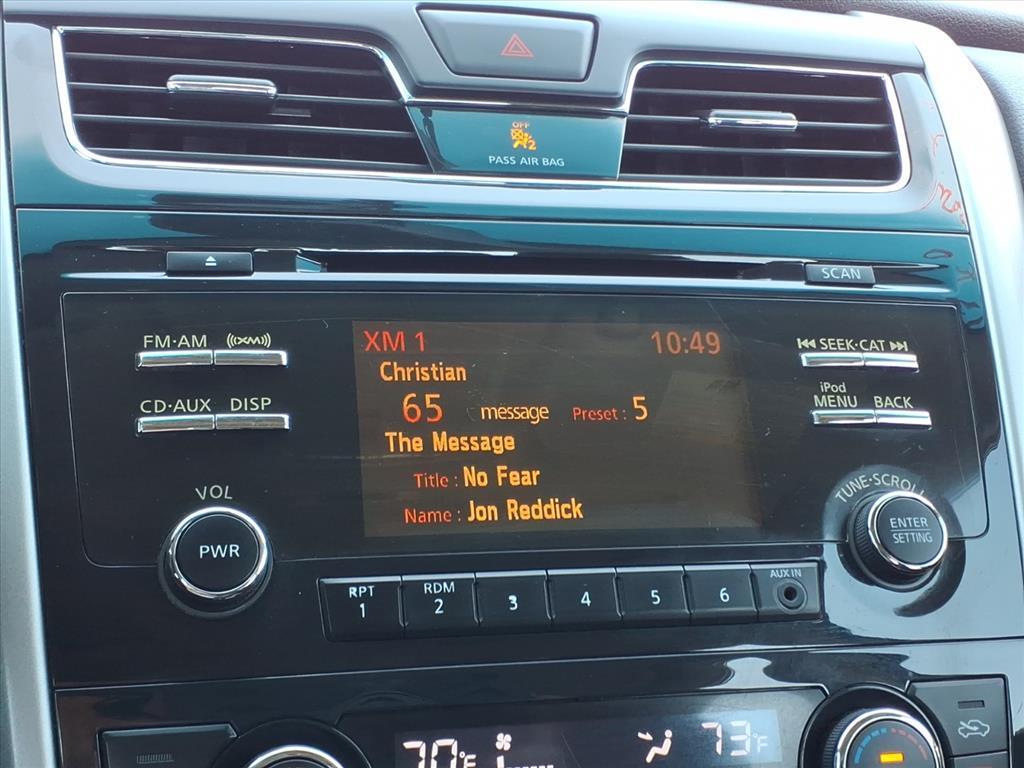 OFF
2
PASS AIR BAG
SCAN
FM·AM ((XM))
CD·AUX DISP
XM 1 10:49
Christian
65 message Preset : 5
The Message
Title : No Fear
Name : Jon Reddick
SEEK·CAT
iPod
MENU BACK
VOL
PWR
TUNE·SCROLL
ENTER
SETTING
RPT
1
RDM
2
3
4
5
6
AUX IN
70°F 73°F